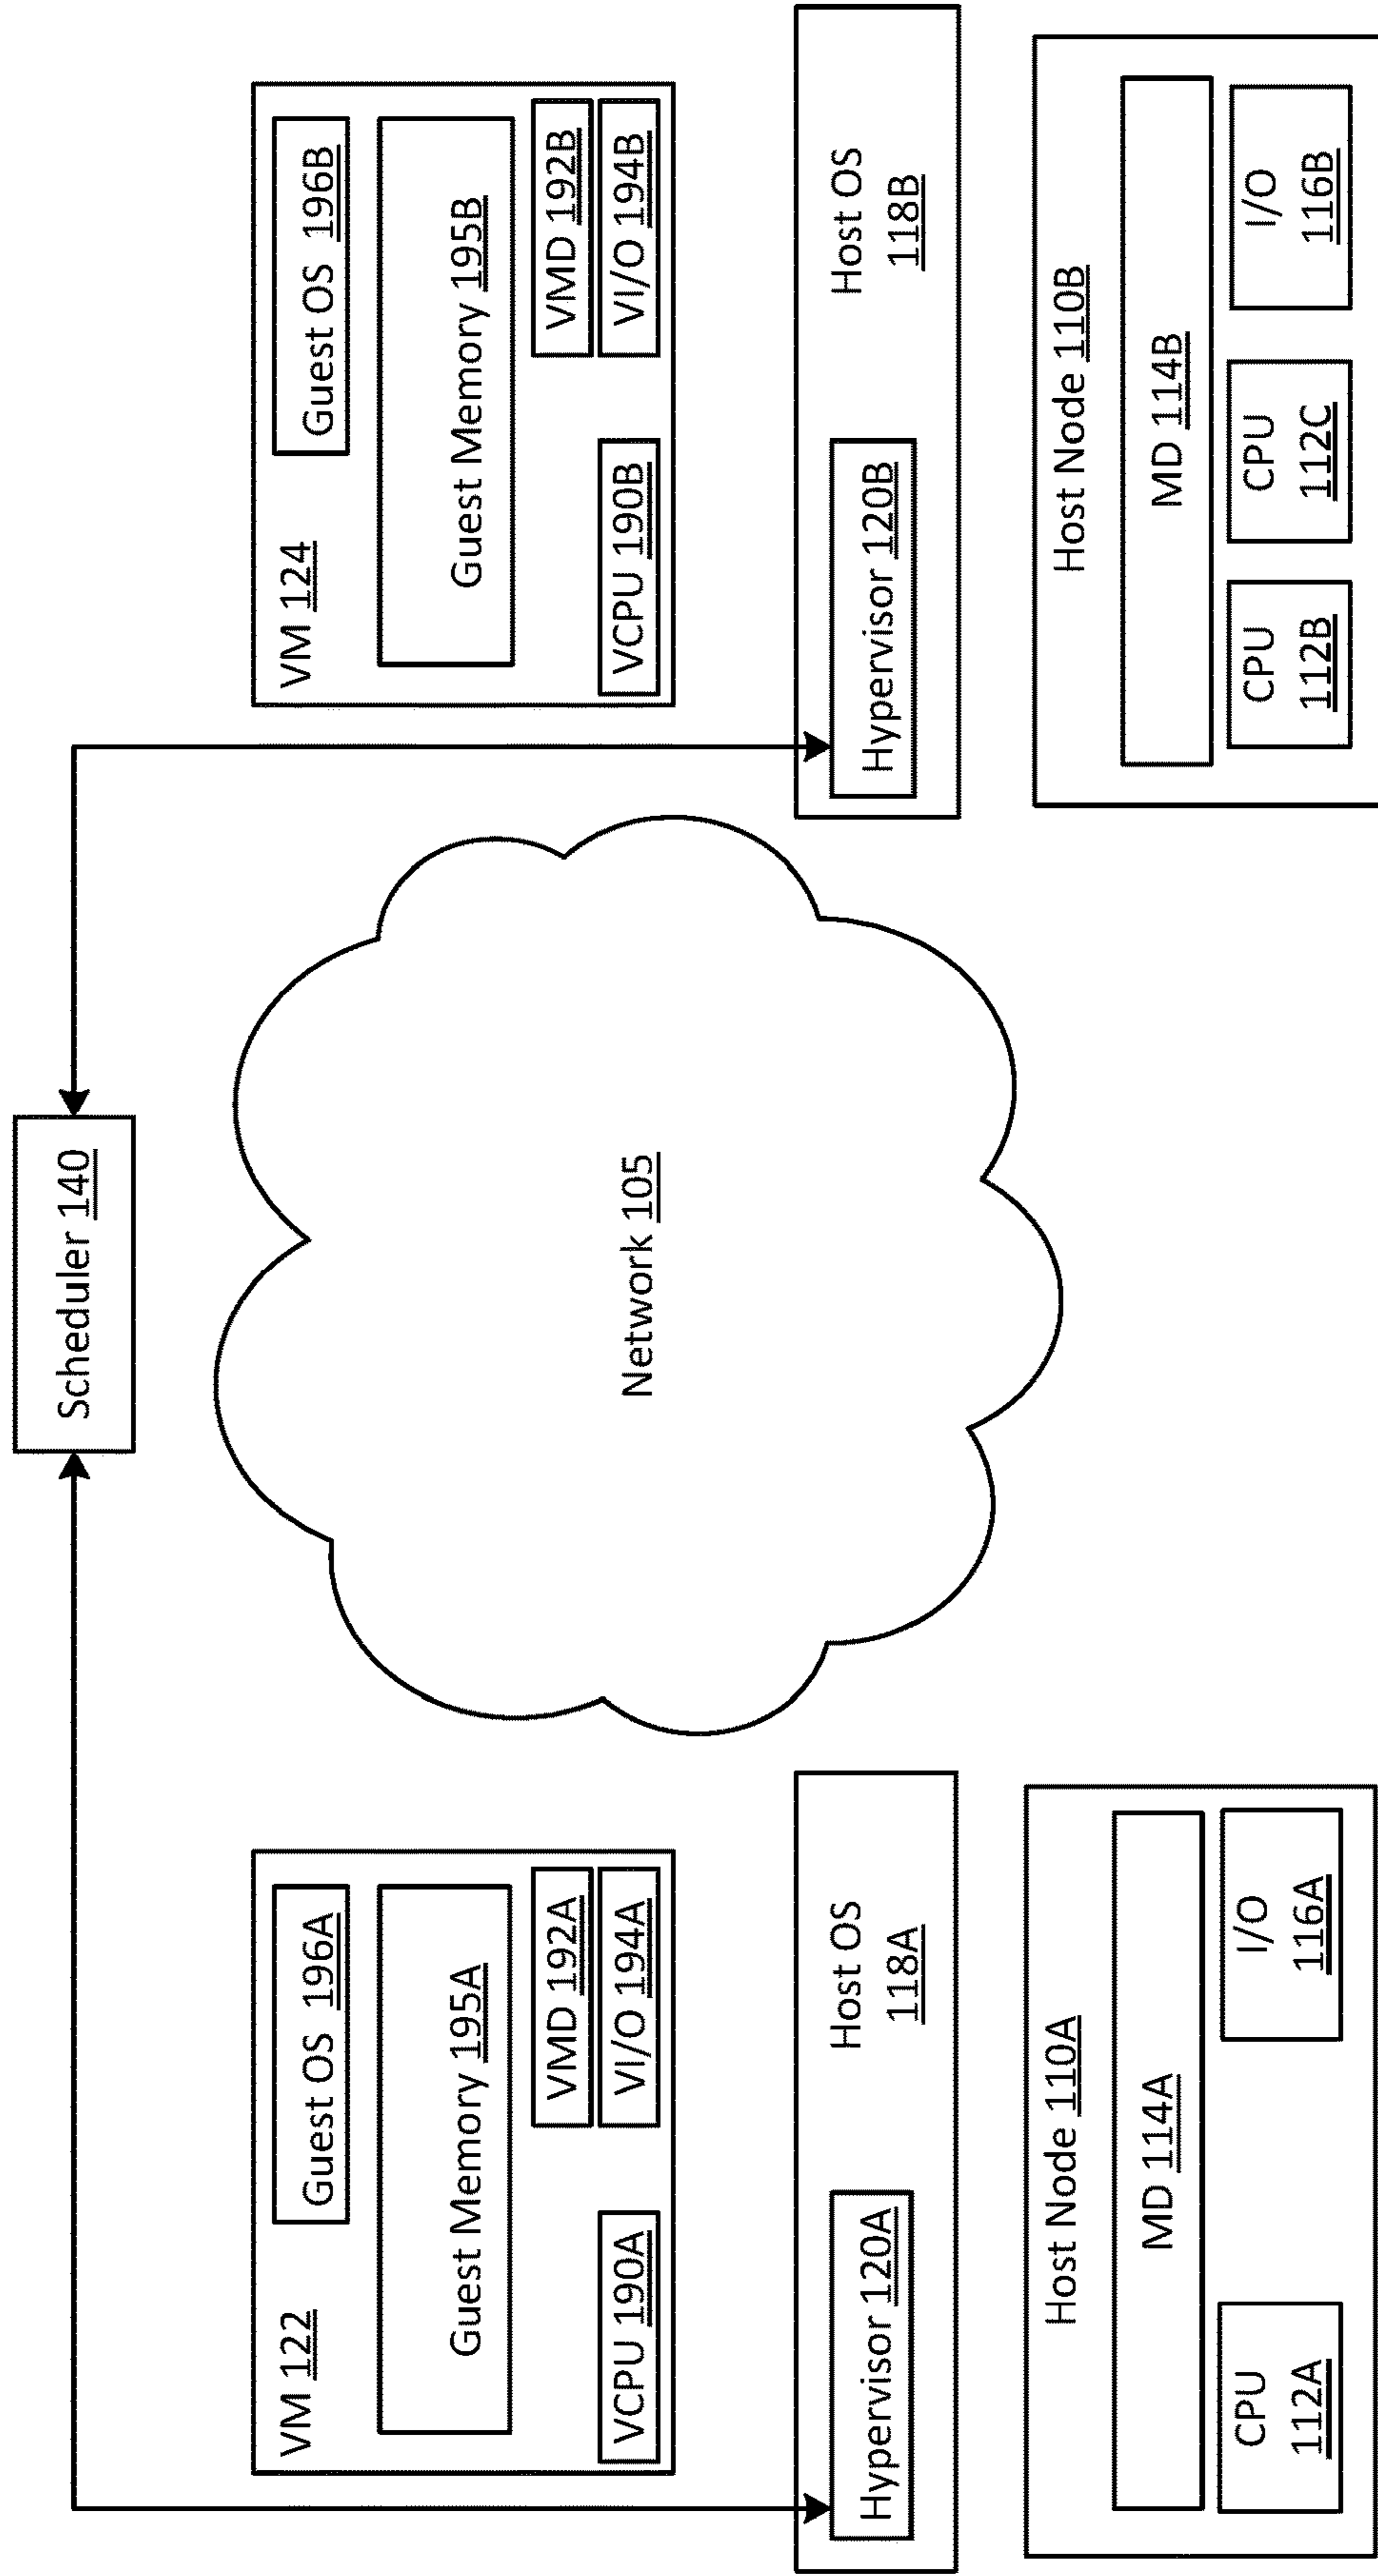 Scheduler 140
VM 122
Guest OS 196A
Guest Memory 195A
VMD 192A
VCPU 190A
VI/O 194A
Network 105
VM 124
Guest OS 196B
Guest Memory 195B
VMD 192B
VCPU 190B
VI/O 194B
Hypervisor 120A
Host OS
118A
Hypervisor 120B
Host OS
118B
Host Node 110A
MD 114A
CPU
112A
I/O
116A
Host Node 110B
MD 114B
CPU
112B
CPU
112C
I/O
116B